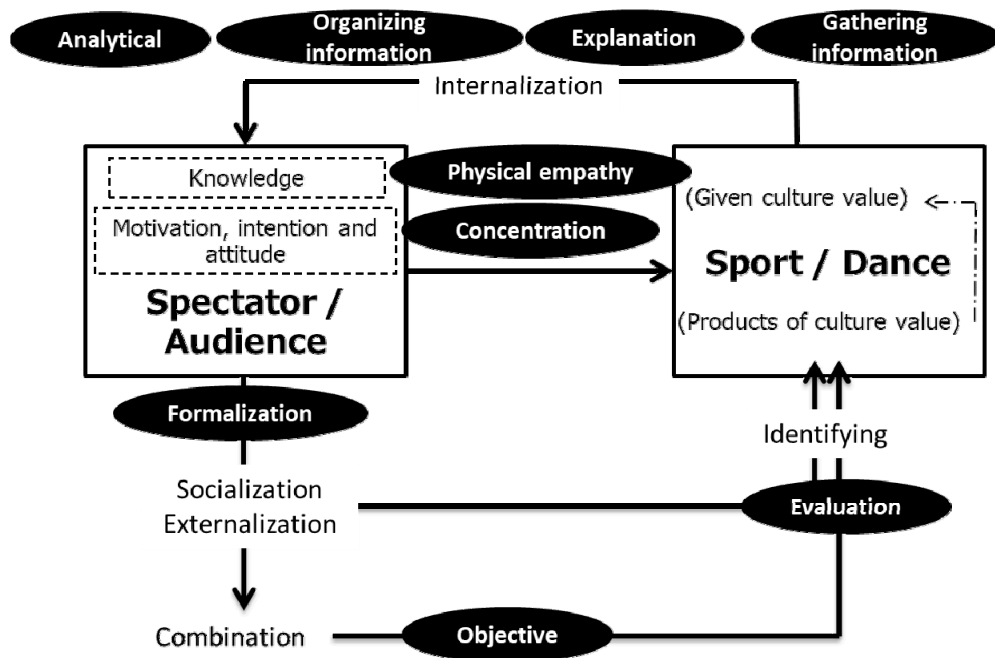 Analytical
Organizing
information
Explanation
Gathering
information
Internalization
Knowledge
Motivation, intention and
attitude
Spectator /
Audience
Physical empathy
Concentration
(Given culture value)
Sport / Dance
(Products of culture value)
Formalization
Identifying
Socialization
Externalization
Evaluation
Combination
Objective